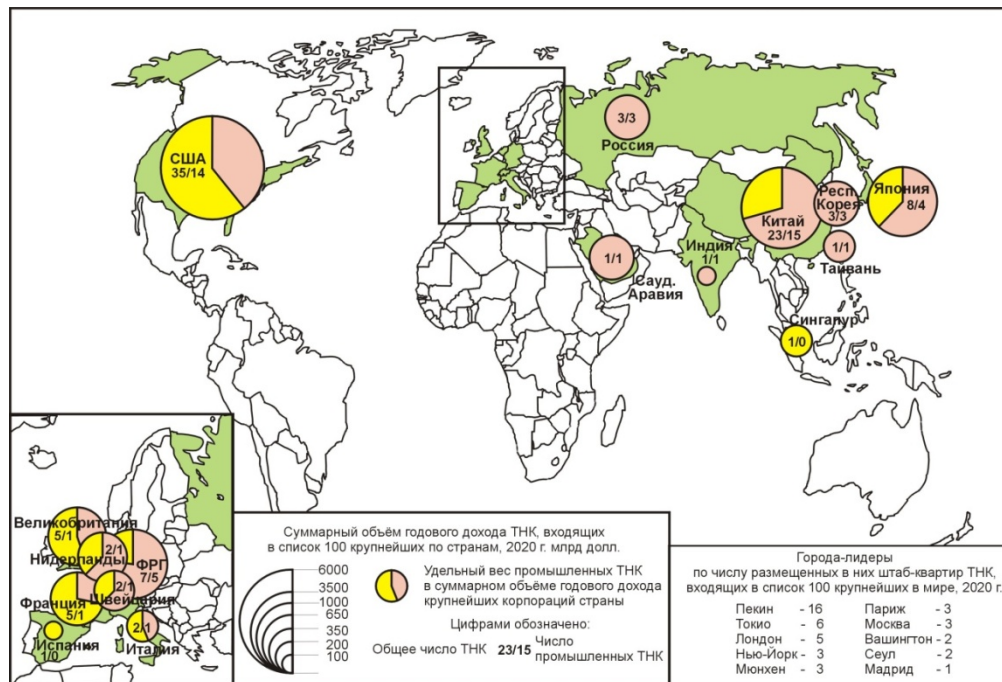 США
35/14
3/3
Россия
Респ.
Корея
3/3
Япония
8/4
Китай
23/15
Индия
1/1
1/1
Тайвань
1/1
Сауд.
Аравия
Сингапур
1/0
Великобритания
5/1
2/1
Нидерланды
ФРГ
7/5
2/1
Швейцария
Франция
5/1
Испания
1/0
2/1
Италия
Суммарный объём годового дохода ТНК, входящих
в список 100 крупнейших по странам, 2020 г. млрд долл.
6000
3500
1000
650
350
200
100
Удельный вес промышленных ТНК
в суммарном объёме годового дохода
крупнейших корпораций страны
Цифрами обозначено:
Общее число ТНК 23/15 Число
промышленных ТНК
Города-лидеры
по числу размещенных в них штаб-квартир ТНК,
входящих в список 100 крупнейших в мире, 2020 г.
Пекин - 16 Париж - 3
Токио - 6 Москва - 3
Лондон - 5 Вашингтон - 2
Нью-Йорк - 3 Сеул - 2
Мюнхен - 3 Мадрид - 1